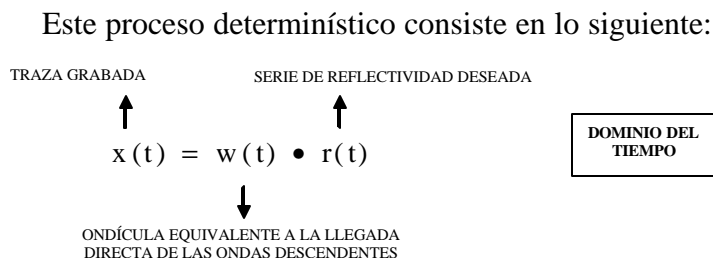 Este proceso determinístico consiste en lo siguiente:
TRAZA GRABADA
SERIE DE REFLECTIVIDAD DESEADA
x(t) = w(t) • r(t)
DOMINIO DEL
TIEMPO
ONDÍCULA EQUIVALENTE A LA LLEGADA
DIRECTA DE LAS ONDAS DESCENDENTES